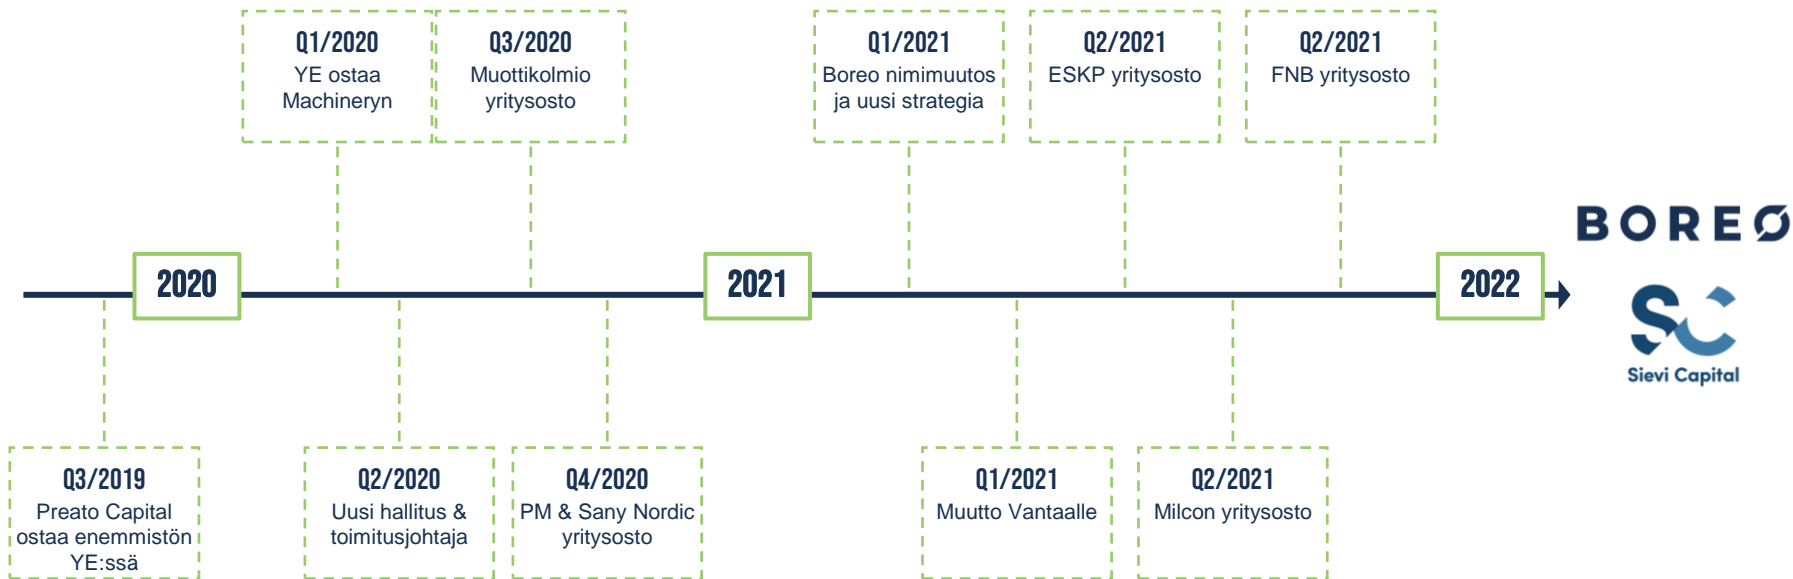 Q1/2020
YE ostaa
Machineryn
Q3/2020
Muottikolmio
yritysosto
Q1/2021
Boreo nimimuutos
ja uusi strategia
Q2/2021
ESKP yritysosto
Q2/2021
FNB yritysosto
BOREO
2020
2021
2022
SC
Sievi Capital
Q3/2019
Preato Capital
ostaa enemmistön
YE:ssä
Q2/2020
Uusi hallitus &
toimitusjohtaja
Q4/2020
PM & Sany Nordic
yritysosto
Q1/2021
Muutto Vantaalle
Q2/2021
Milcon yritysosto